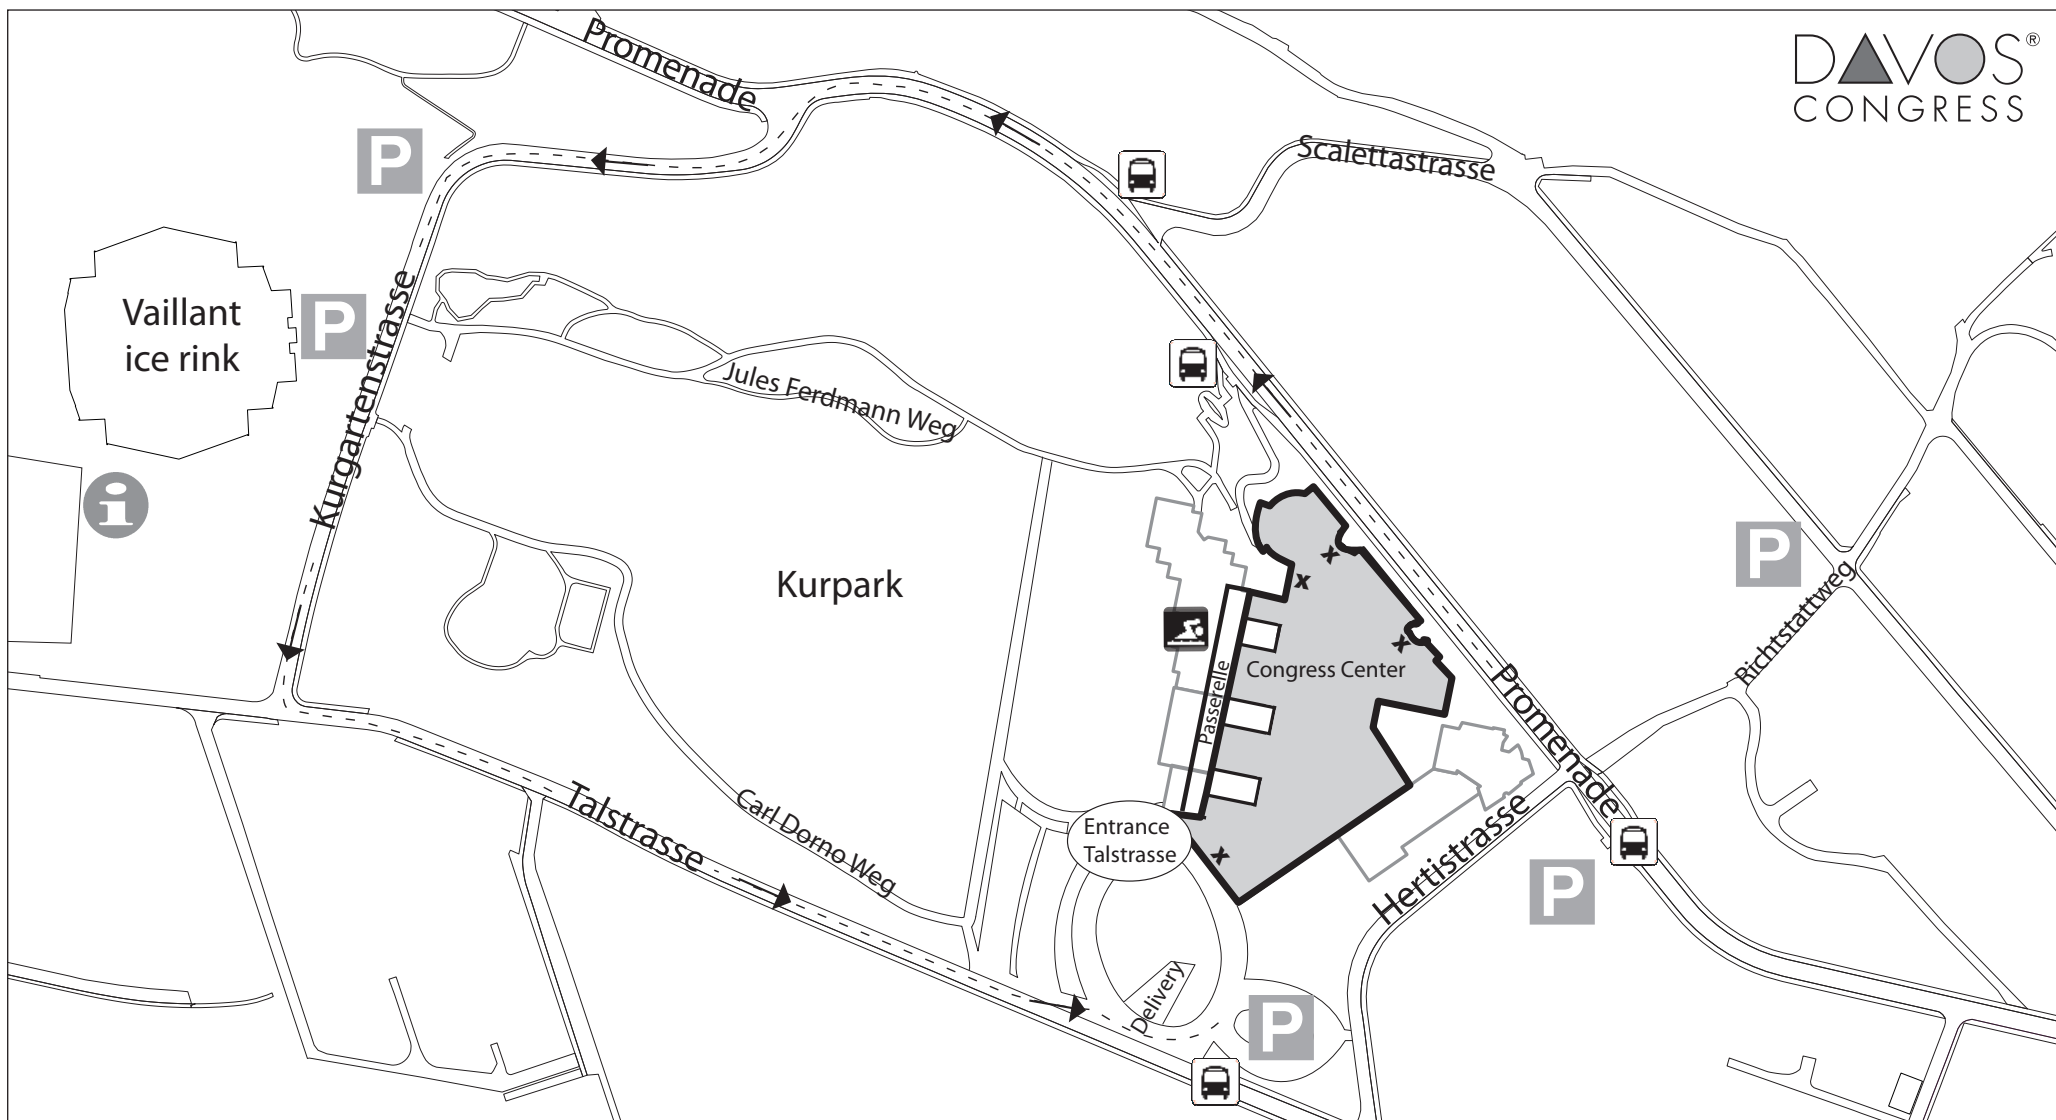 Promenade
DAVOS®
CONGRESS
P
Scalettastrasse
Vaillant
ice rink
P
Kurgartenstrasse
Jules Ferdmann Weg
i
Kurpark
P
Richtstattweg
Congress Center
Passerelle
Promenade
Talstrasse
Carl Dorno Weg
Entrance
Talstrasse
Hertistrasse
P
Delivery
P
x
x
x
x